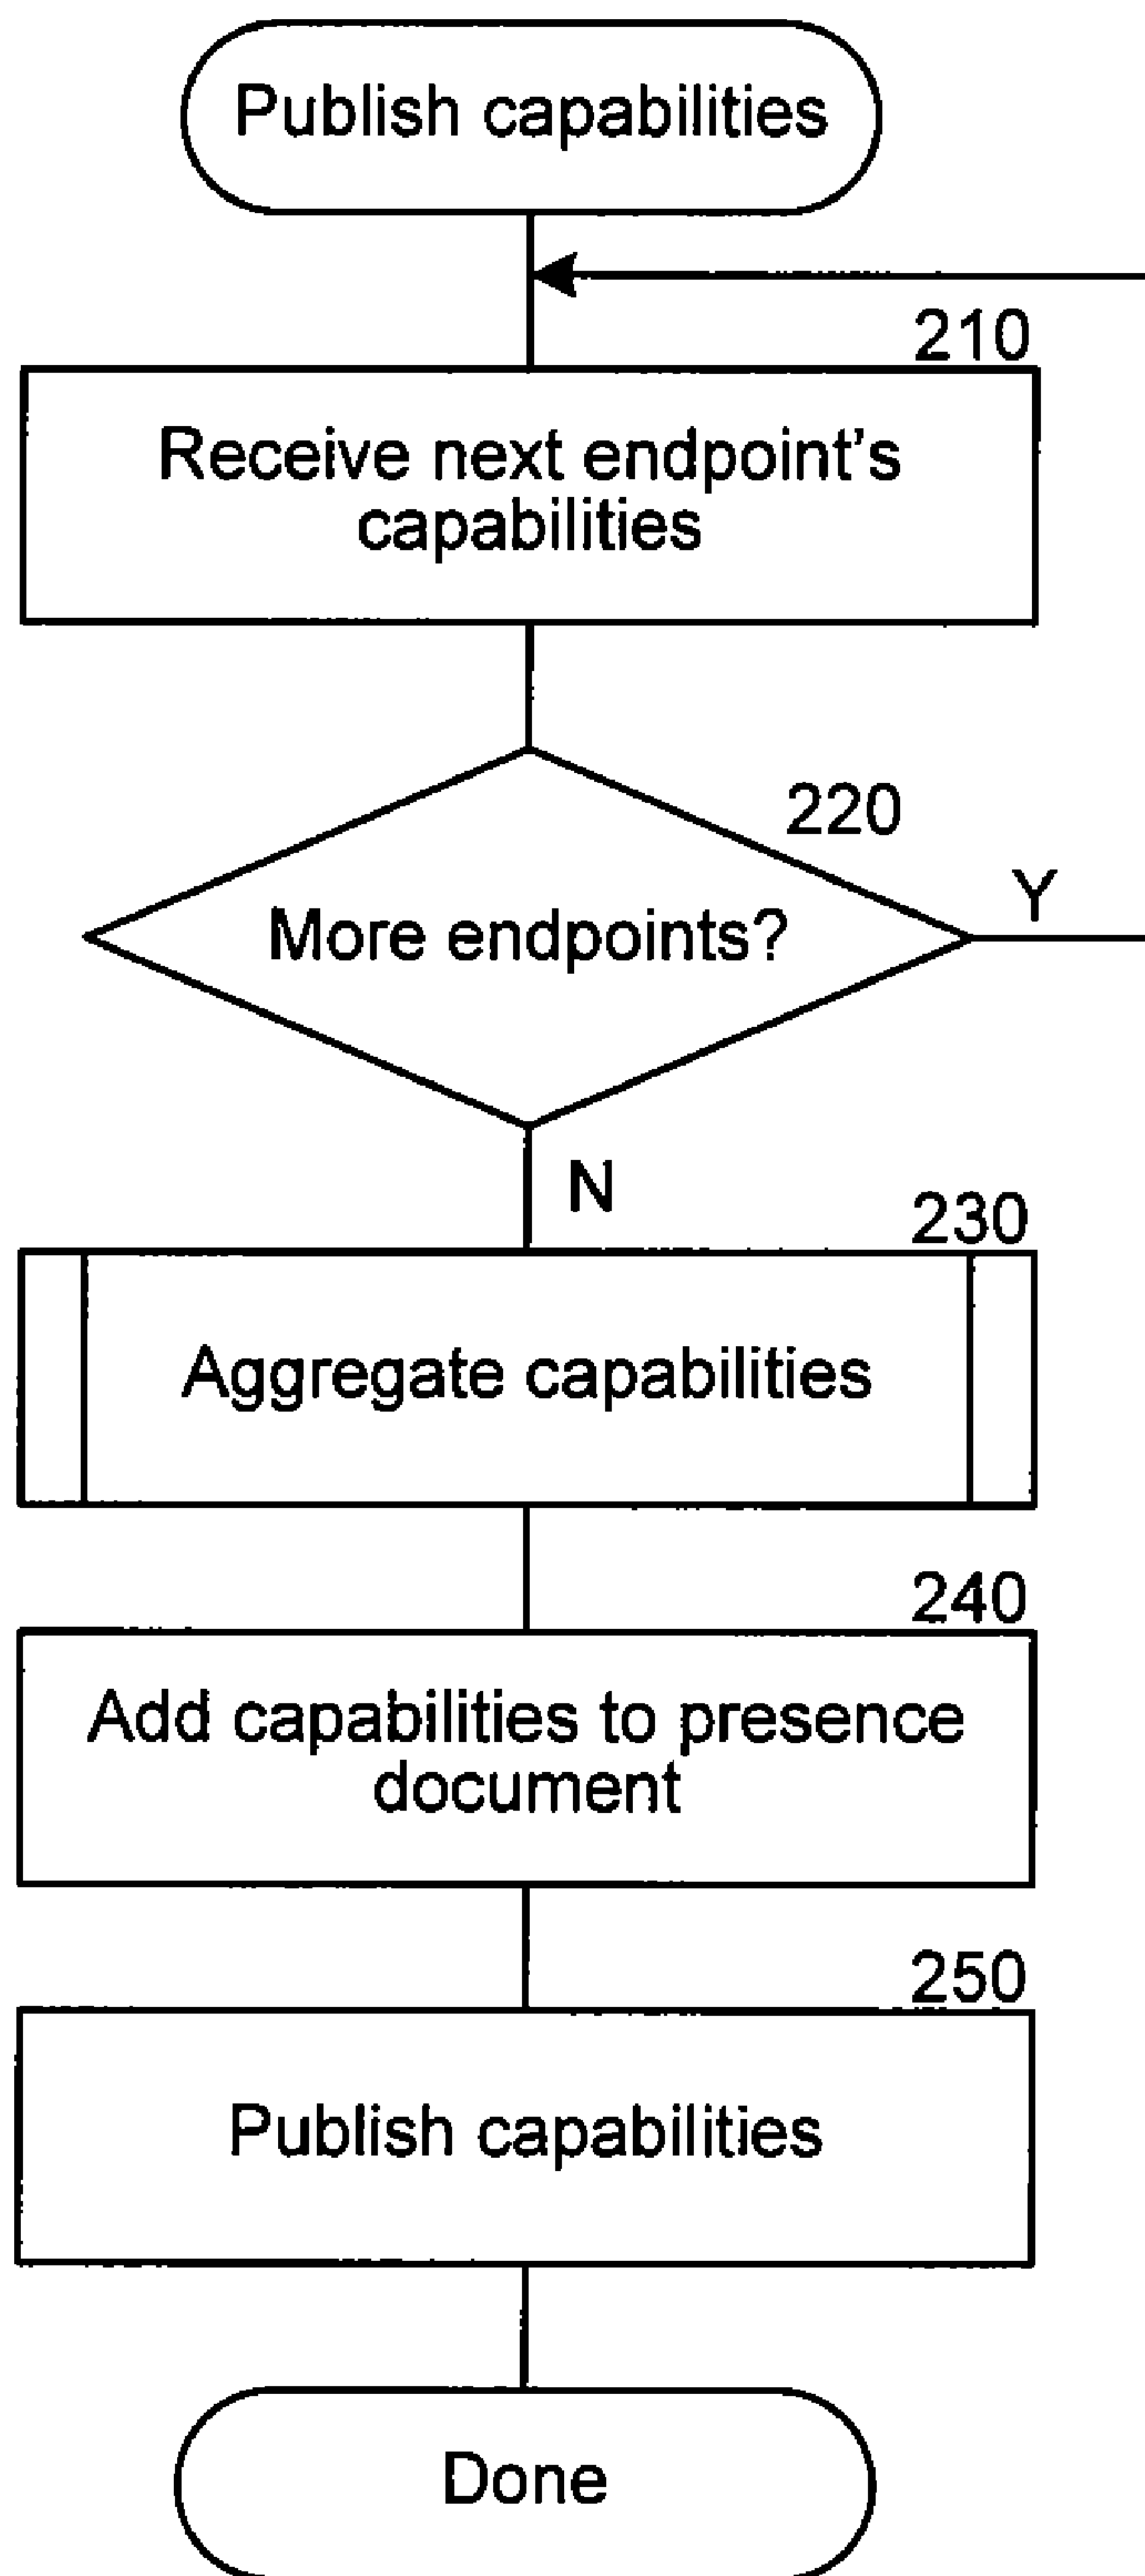 Publish capabilities
210
Receive next endpoint's
capabilities
220
More endpoints?
Y
N
230
Aggregate capabilities
240
Add capabilities to presence
document
250
Publish capabilities
Done